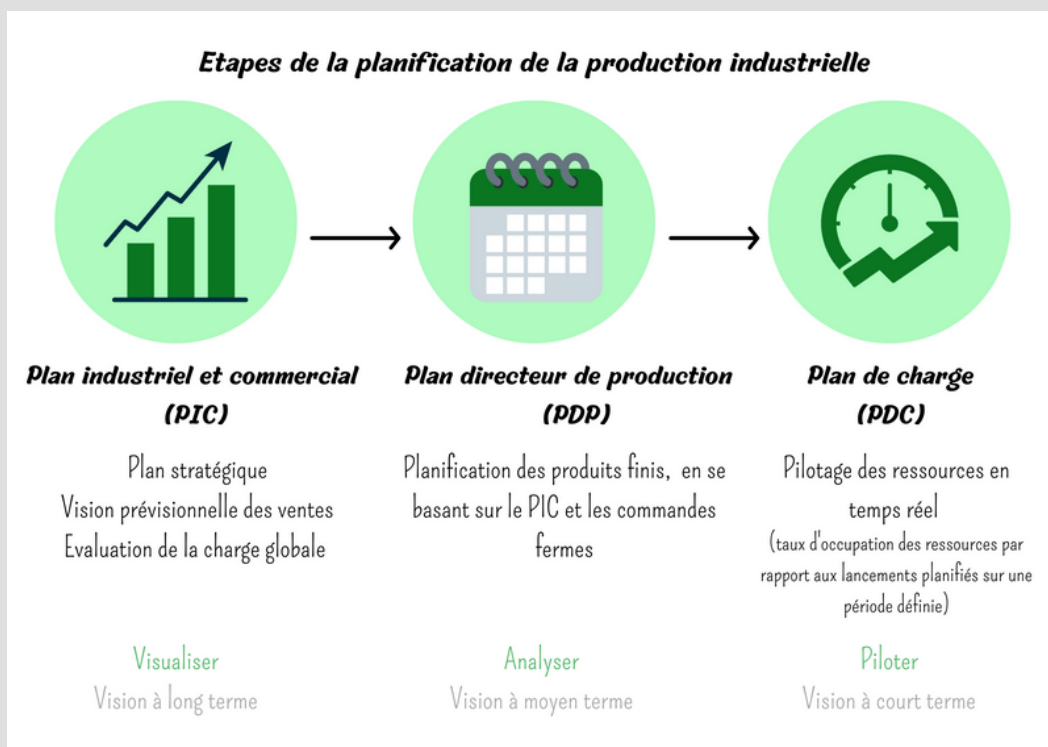 Etapes de la planification de la production industrielle
Plan industriel et commercial
(PIC)
Plan stratégique
Vision prévisionnelle des ventes
Evaluation de la charge globale
Visualiser
Vision à long terme
Plan directeur de production
(PDP)
Planification des produits finis, en se
basant sur le PIC et les commandes
fermes
Analyser
Vision à moyen terme
Plan de charge
(PDC)
Pilotage des ressources en
temps réel
(taux d'occupation des ressources par
rapport aux lancements planifiés sur une
période définie)
Piloter
Vision à court terme